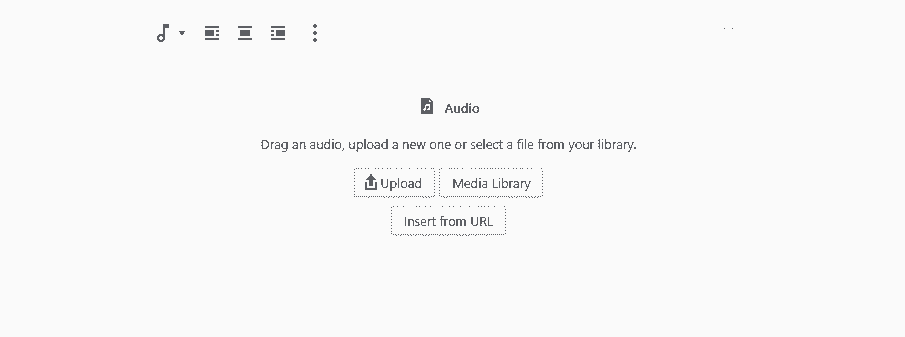 Audio
Drag an audio, upload a new one or select a file from your library.
Upload
Media Library
Insert from URL